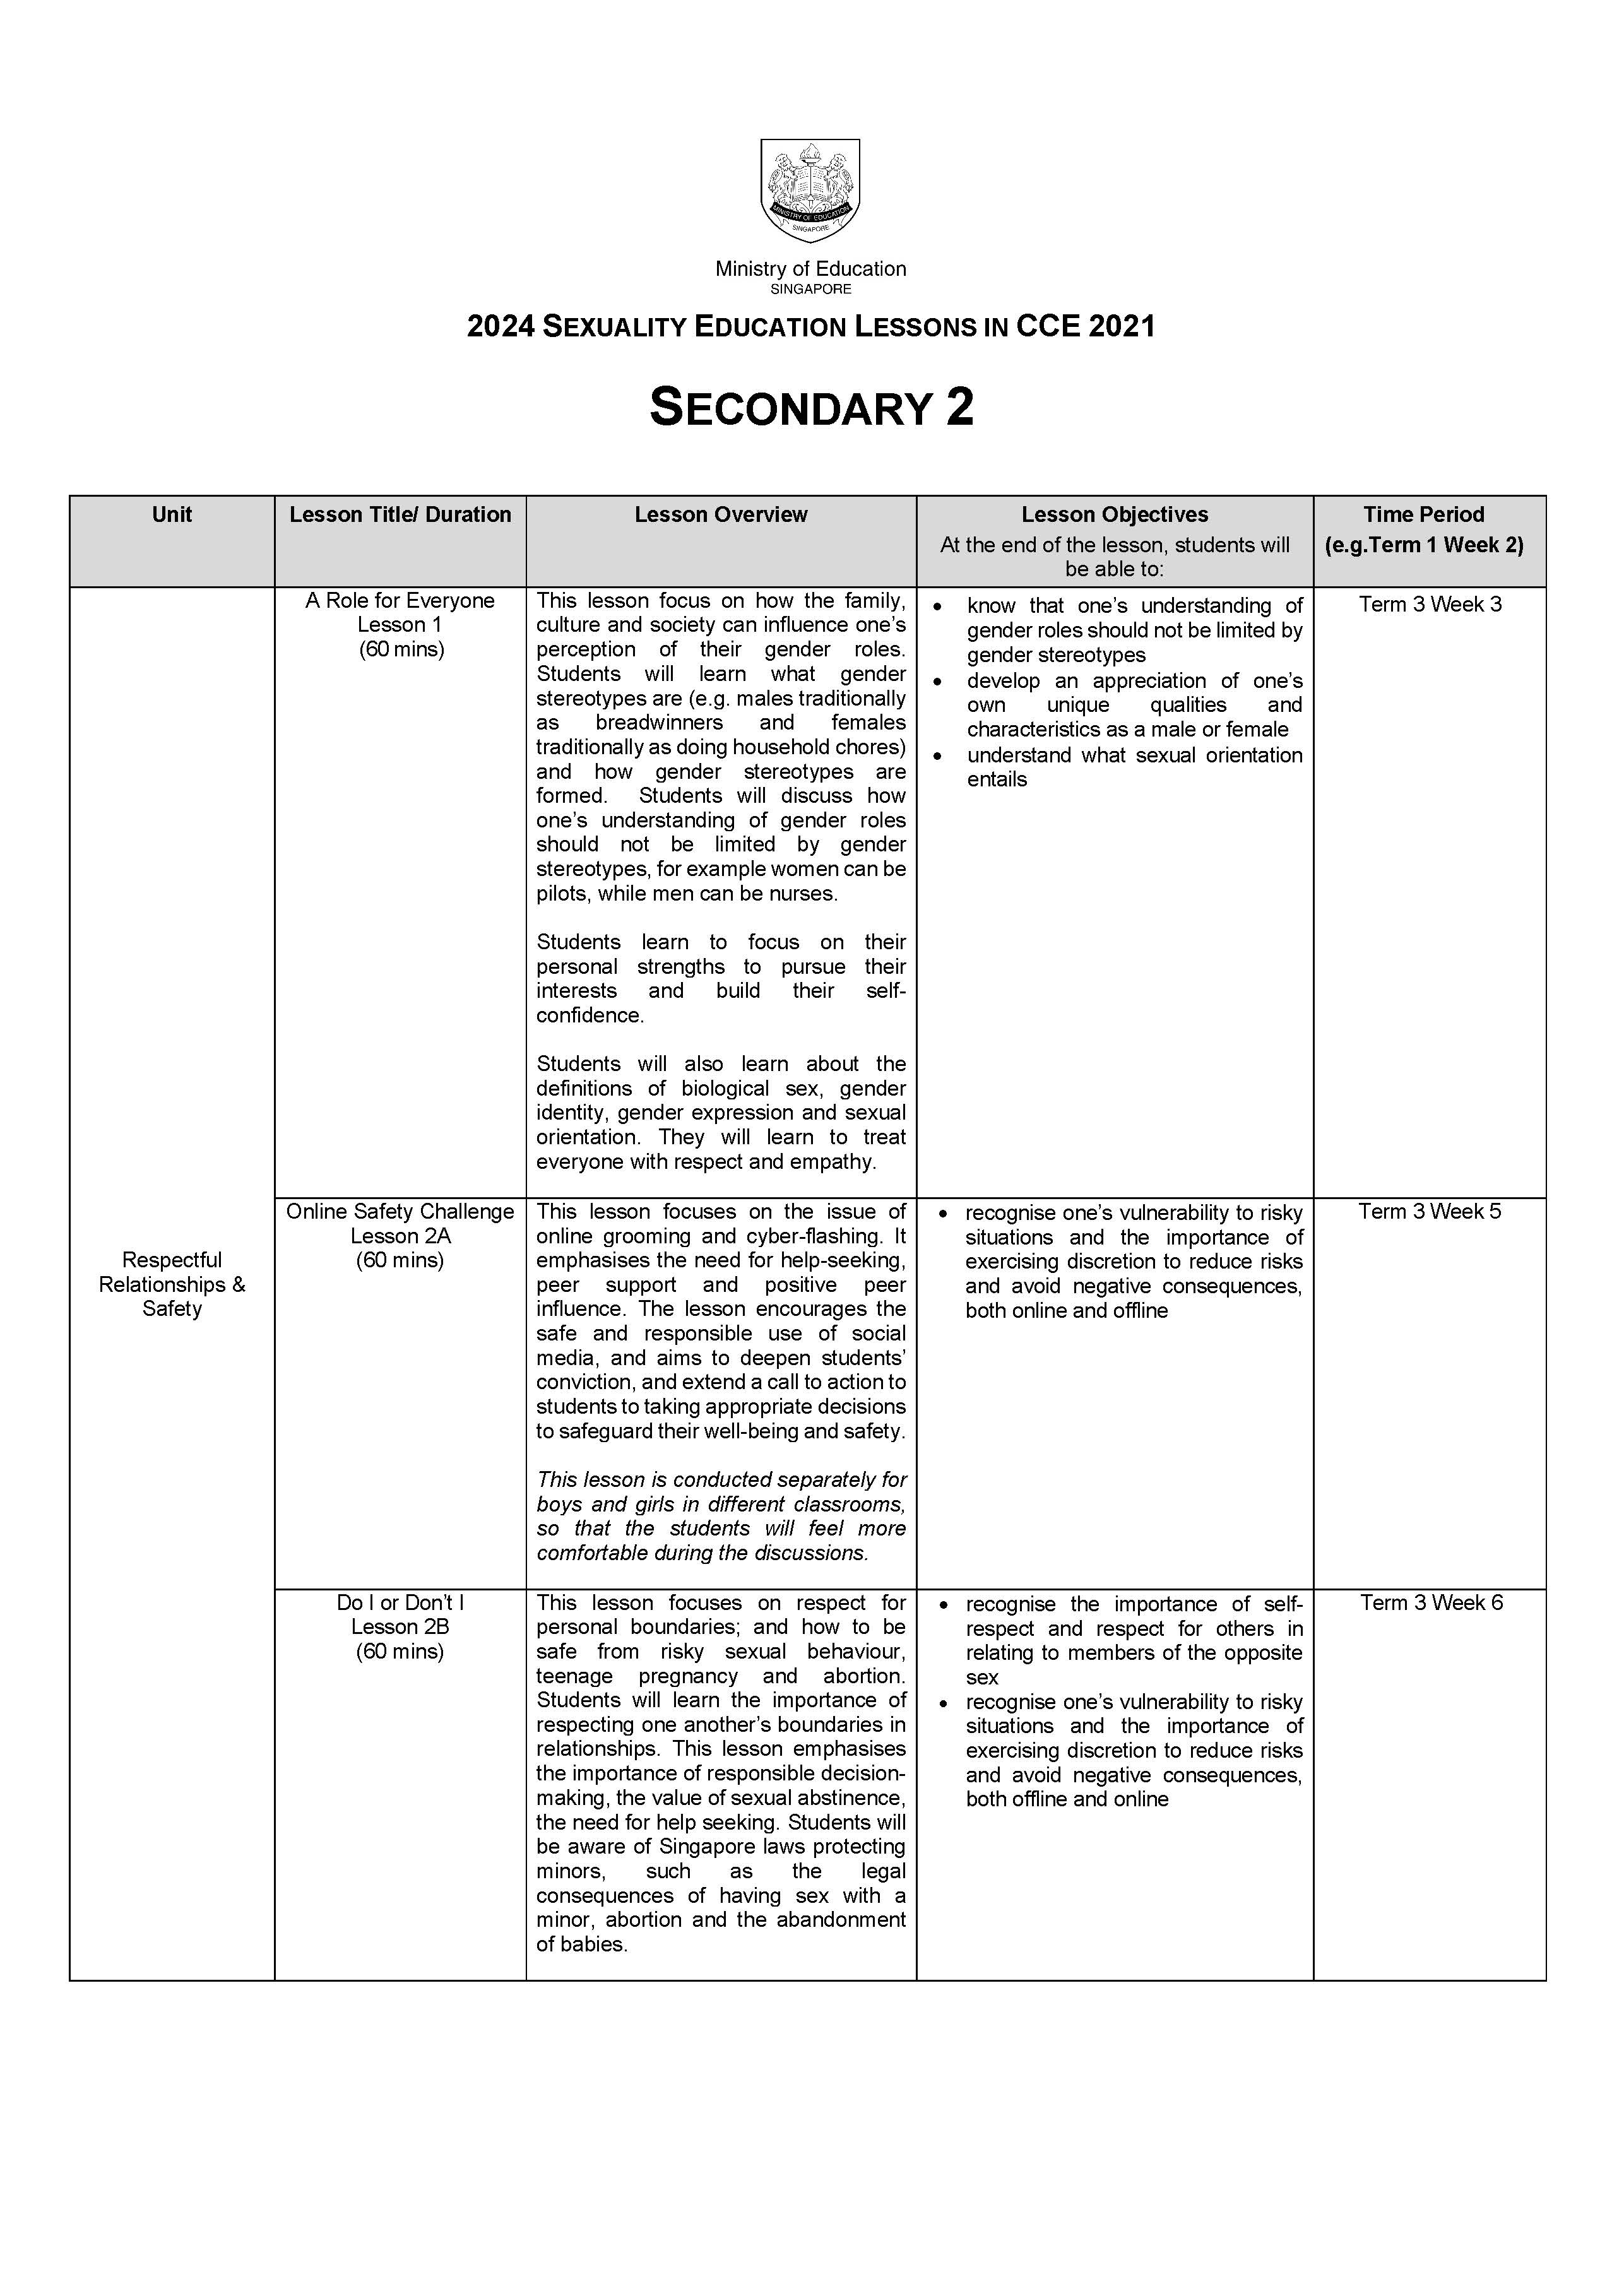 MINISTRY OF EDUCATION
SINGAPORE
Ministry of Education
SINGAPORE
2024 SEXUALITY EDUCATION LESSONS IN CCE 2021
SECONDARY 2
Unit
Lesson Title/ Duration
Lesson Overview
Lesson Objectives
At the end of the lesson, students will
be able to:
Time Period
(e.g.Term 1 Week 2)
Respectful
Relationships &
Safety
A Role for Everyone
Lesson 1
(60 mins)
This lesson focus on how the family,
culture and society can influence one’s
perception of their gender roles.
Students will learn what gender
stereotypes are (e.g. males traditionally
as breadwinners and females
traditionally as doing household chores)
and how gender stereotypes are
formed. Students will discuss how
one’s understanding of gender roles
should not be limited by gender
stereotypes, for example women can be
pilots, while men can be nurses.
Students learn to focus on their
personal strengths to pursue their
interests and build their self-
confidence.
Students will also learn about the
definitions of biological sex, gender
identity, gender expression and sexual
orientation. They will learn to treat
everyone with respect and empathy.
• know that one’s understanding of
gender roles should not be limited by
gender stereotypes
• develop an appreciation of one’s
own unique qualities and
characteristics as a male or female
• understand what sexual orientation
entails
Term 3 Week 3
Online Safety Challenge
Lesson 2A
(60 mins)
This lesson focuses on the issue of
online grooming and cyber-flashing. It
emphasises the need for help-seeking,
peer support and positive peer
influence. The lesson encourages the
safe and responsible use of social
media, and aims to deepen students’
conviction, and extend a call to action to
students to taking appropriate decisions
to safeguard their well-being and safety.
This lesson is conducted separately for
boys and girls in different classrooms,
so that the students will feel more
comfortable during the discussions.
• recognise one’s vulnerability to risky
situations and the importance of
exercising discretion to reduce risks
and avoid negative consequences,
both online and offline
Term 3 Week 5
Do I or Don’t I
Lesson 2B
(60 mins)
This lesson focuses on respect for
personal boundaries; and how to be
safe from risky sexual behaviour,
teenage pregnancy and abortion.
Students will learn the importance of
respecting one another’s boundaries in
relationships. This lesson emphasises
the importance of responsible decision-
making, the value of sexual abstinence,
the need for help seeking. Students will
be aware of Singapore laws protecting
minors, such as the legal
consequences of having sex with a
minor, abortion and the abandonment
of babies.
• recognise the importance of self-
respect and respect for others in
relating to members of the opposite
sex
• recognise one’s vulnerability to risky
situations and the importance of
exercising discretion to reduce risks
and avoid negative consequences,
both offline and online
Term 3 Week 6